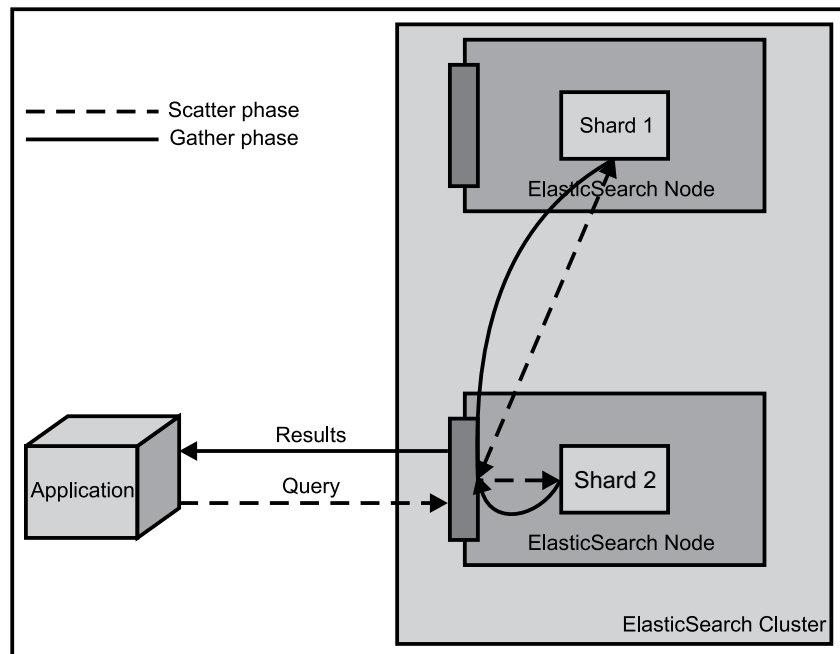 Scatter phase
Gather phase
Shard 1
ElasticSearch Node
Results
Application
Query
Shard 2
ElasticSearch Node
ElasticSearch Cluster